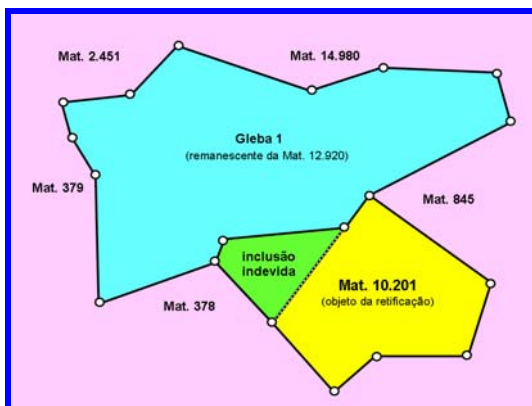 Mat. 2.451
Mat. 14.980
Gleba 1
(remanescente da Mat. 12.920)
Mat. 379
Mat. 845
inclusão
indevida
Mat. 10.201
(objeto da retificação)
Mat. 378